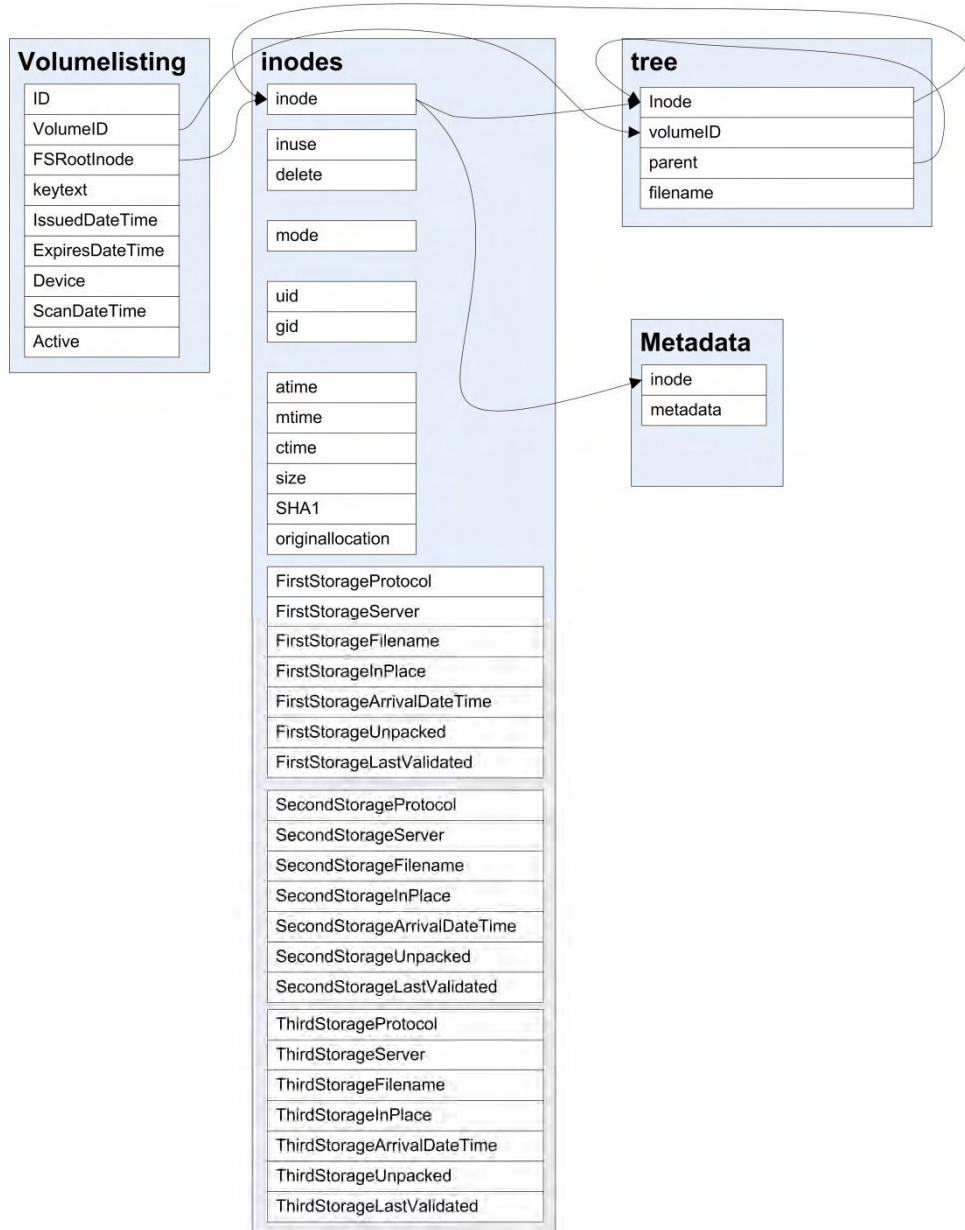 Volumelisting
ID
VolumeID
FSRootInode
keytext
IssuedDateTime
ExpiresDateTime
Device
ScanDateTime
Active
inodes
inode
inuse
delete
mode
uid
gid
atime
mtime
ctime
size
SHA1
originallocation
FirstStorageProtocol
FirstStorageServer
FirstStorageFilename
FirstStorageInPlace
FirstStorageArrivalDateTime
FirstStorageUnpacked
FirstStorageLastValidated
SecondStorageProtocol
SecondStorageServer
SecondStorageFilename
SecondStorageInPlace
SecondStorageArrivalDateTime
SecondStorageUnpacked
SecondStorageLastValidated
ThirdStorageProtocol
ThirdStorageServer
ThirdStorageFilename
ThirdStorageInPlace
ThirdStorageArrivalDateTime
ThirdStorageUnpacked
ThirdStorageLastValidated
tree
Inode
volumeID
parent
filename
Metadata
inode
metadata